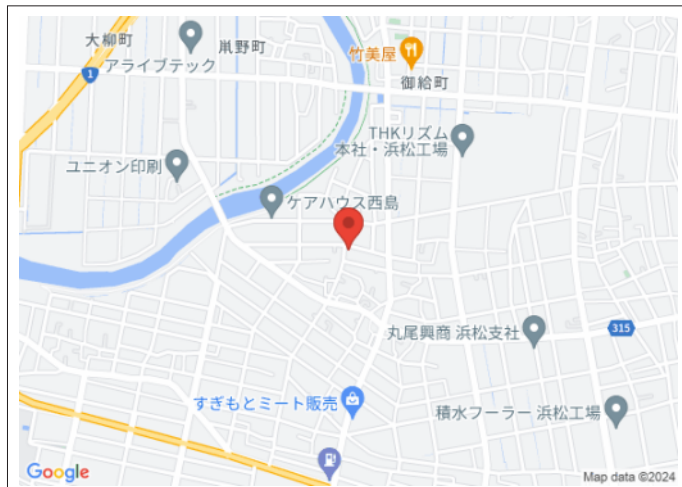 大柳町
鼡野町
アライブテック
1
竹美屋
御給町
THKリズム
本社・浜松工場
ユニオン印刷
ケアハウス西島
丸尾興商 浜松支社
315
すぎもとミート販売
積水フーラー 浜松工場
Google
Map data ©2024